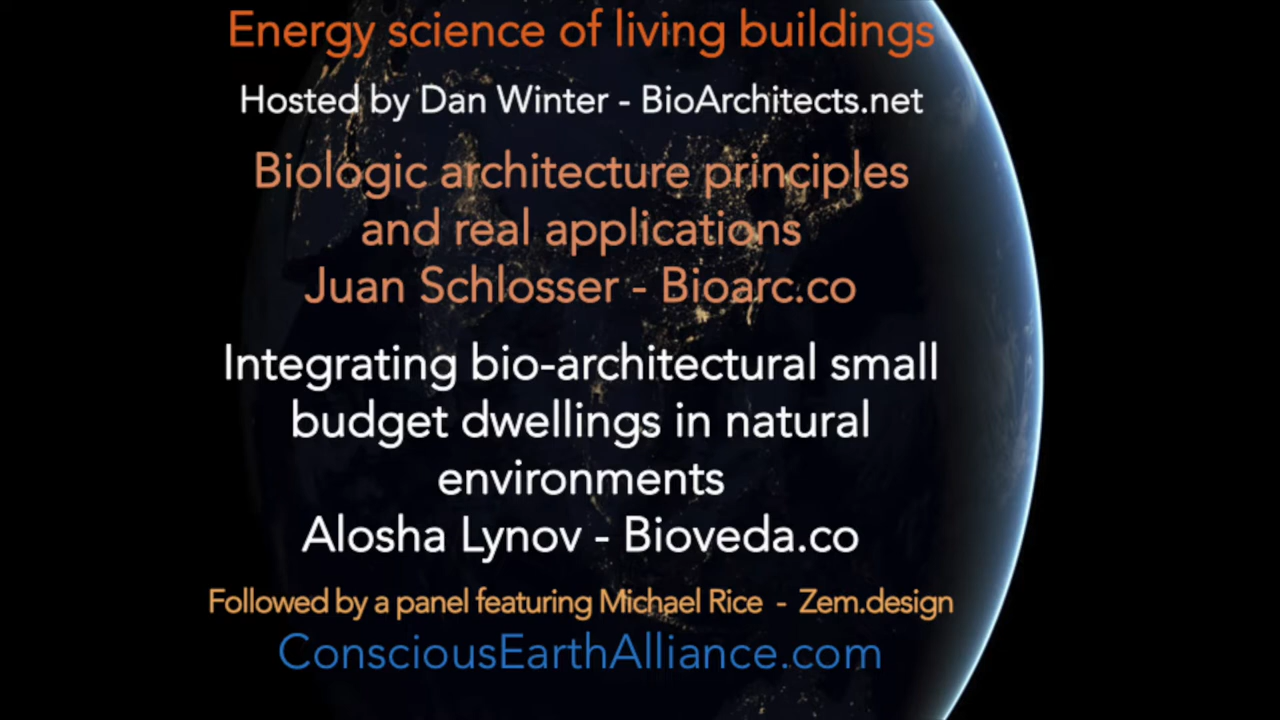 Energy science of living buildings
Hosted by Dan Winter - BioArchitects.net
Biologic architecture principles
and real applications
Juan Schlosser - Bioarc.co
Integrating bio-architectural small
budget dwellings in natural
environments
Alosha Lynov - Bioveda.co
Followed by a panel featuring Michael Rice - Zem.design
ConsciousEarthAlliance.com